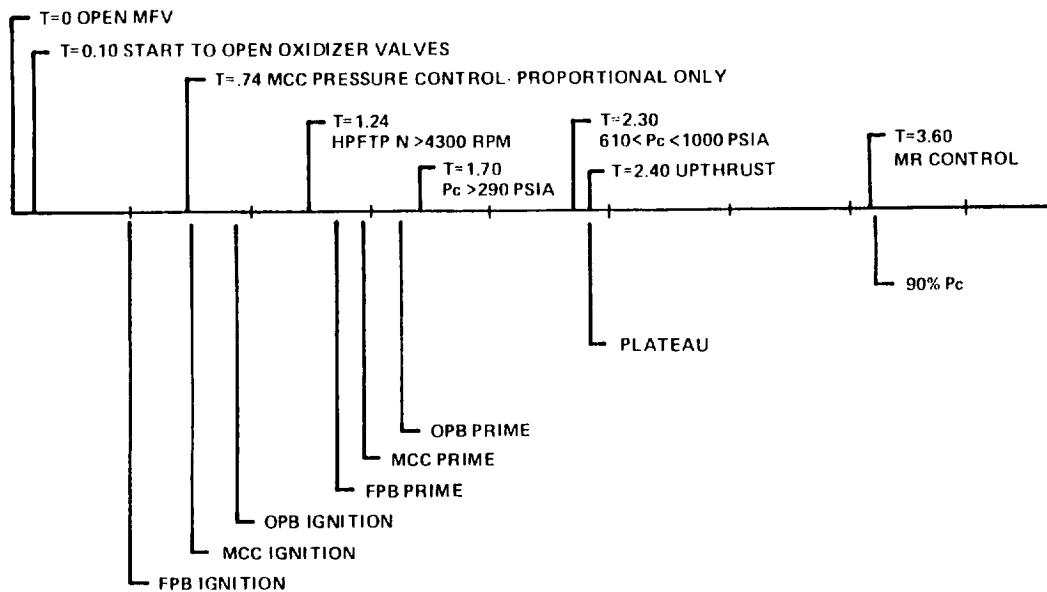 T=0 OPEN MFV
T=0.10 START TO OPEN OXIDIZER VALVES
T=.74 MCC PRESSURE CONTROL- PROPORTIONAL ONLY
T=1.24
HPFTP N >4300 RPM
T=1.70
Pc >290 PSIA
T=2.30
610< Pc <1000 PSIA
T=2.40 UPTHRUST
T=3.60
MR CONTROL
90% Pc
PLATEAU
OPB PRIME
MCC PRIME
FPB PRIME
OPB IGNITION
MCC IGNITION
FPB IGNITION